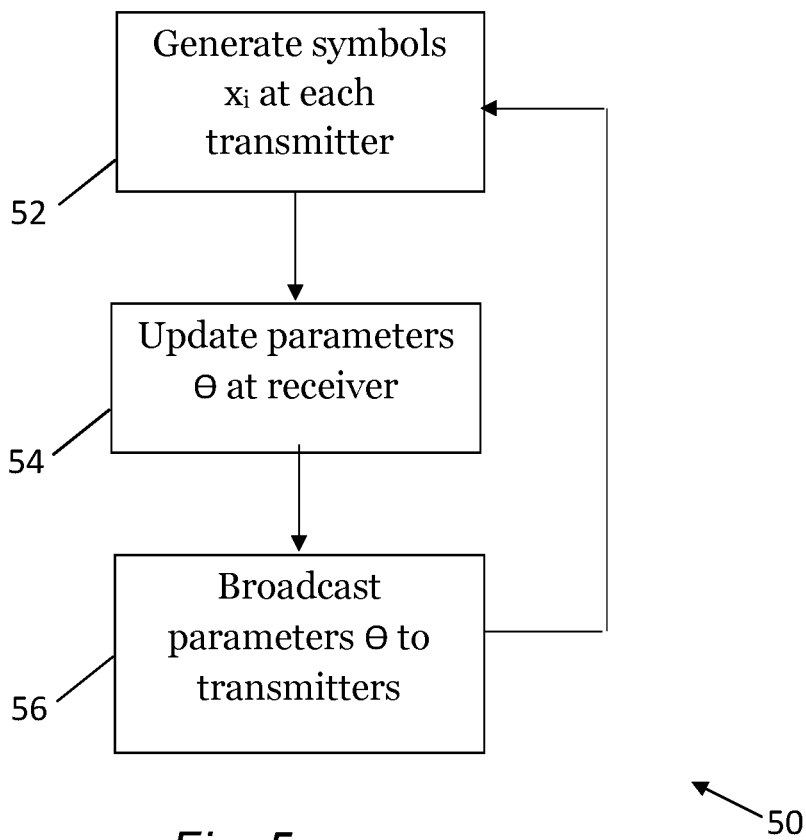 Generate symbols
xᵢ at each
transmitter
52
Update parameters
Θ at receiver
54
Broadcast
parameters Θ to
transmitters
56
50
Fig. 5